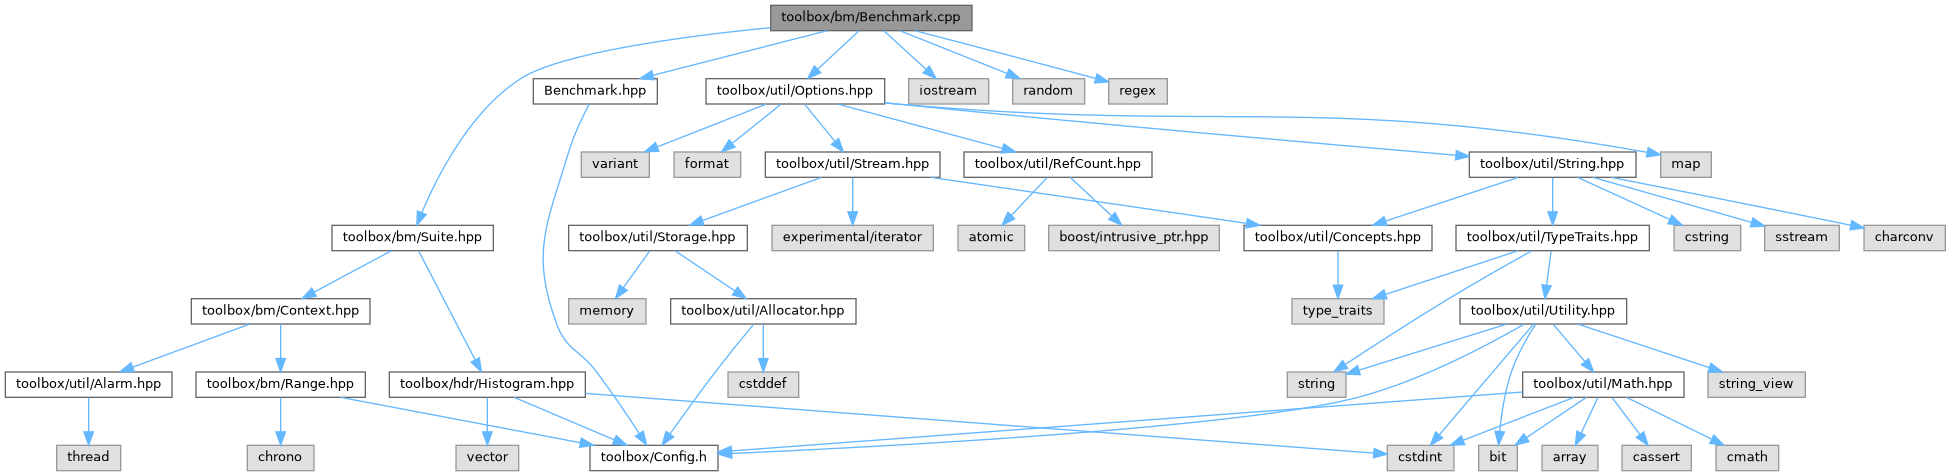 toolbox/bm/Benchmark.cpp
Benchmark.hpp
toolbox/util/Options.hpp
iostream
random
regex
variant
format
toolbox/util/Stream.hpp
toolbox/util/RefCount.hpp
toolbox/util/String.hpp
map
toolbox/bm/Suite.hpp
toolbox/util/Storage.hpp
experimental/iterator
atomic
boost/intrusive_ptr.hpp
toolbox/util/Concepts.hpp
toolbox/util/TypeTraits.hpp
cstring
sstream
charconv
toolbox/bm/Context.hpp
memory
toolbox/util/Allocator.hpp
type_traits
toolbox/util/Utility.hpp
toolbox/util/Alarm.hpp
toolbox/bm/Range.hpp
toolbox/hdr/Histogram.hpp
cstddef
string
toolbox/util/Math.hpp
string_view
thread
chrono
vector
toolbox/Config.h
cstdint
bit
array
cassert
cmath